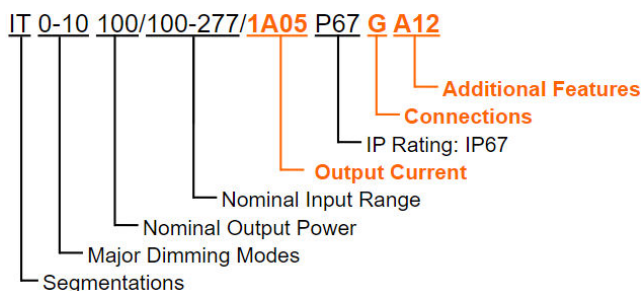 IT 0-10 100/100-277/1A05 P67 G A12
Additional Features
Connections
IP Rating: IP67
Output Current
Nominal Input Range
Nominal Output Power
Major Dimming Modes
Segmentations